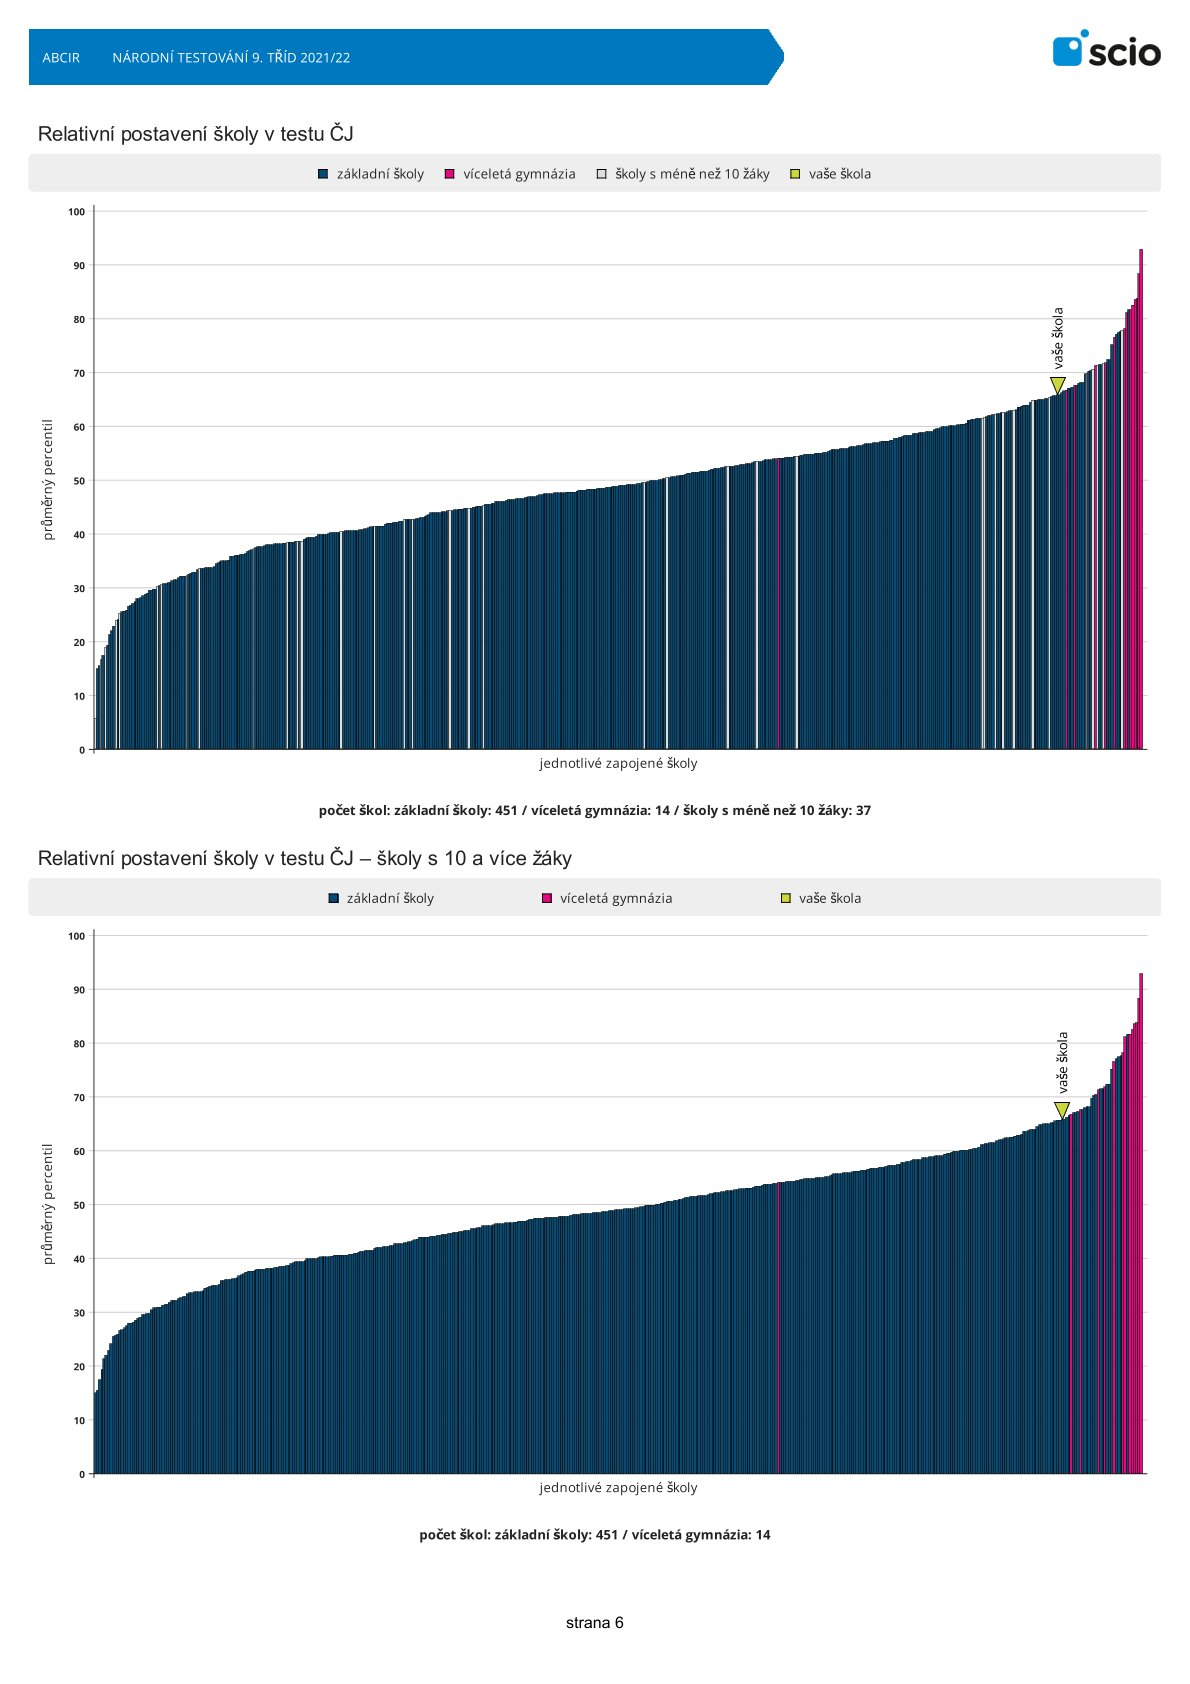 ABCIR NÁRODNÍ TESTOVÁNÍ 9. TŘÍD 2021/22
scio
Relativní postavení školy v testu ČJ
základní školy víceletá gymnázia školy s méně než 10 žáky vaše škola
100
90
80
70
60
50
40
30
20
10
0
průměrný percentil
vaše škola
jednotlivé zapojené školy
počet škol: základní školy: 451 / víceletá gymnázia: 14 / školy s méně než 10 žáky: 37
Relativní postavení školy v testu ČJ – školy s 10 a více žáky
základní školy víceletá gymnázia vaše škola
100
90
80
70
60
50
40
30
20
10
0
průměrný percentil
vaše škola
jednotlivé zapojené školy
počet škol: základní školy: 451 / víceletá gymnázia: 14
strana 6